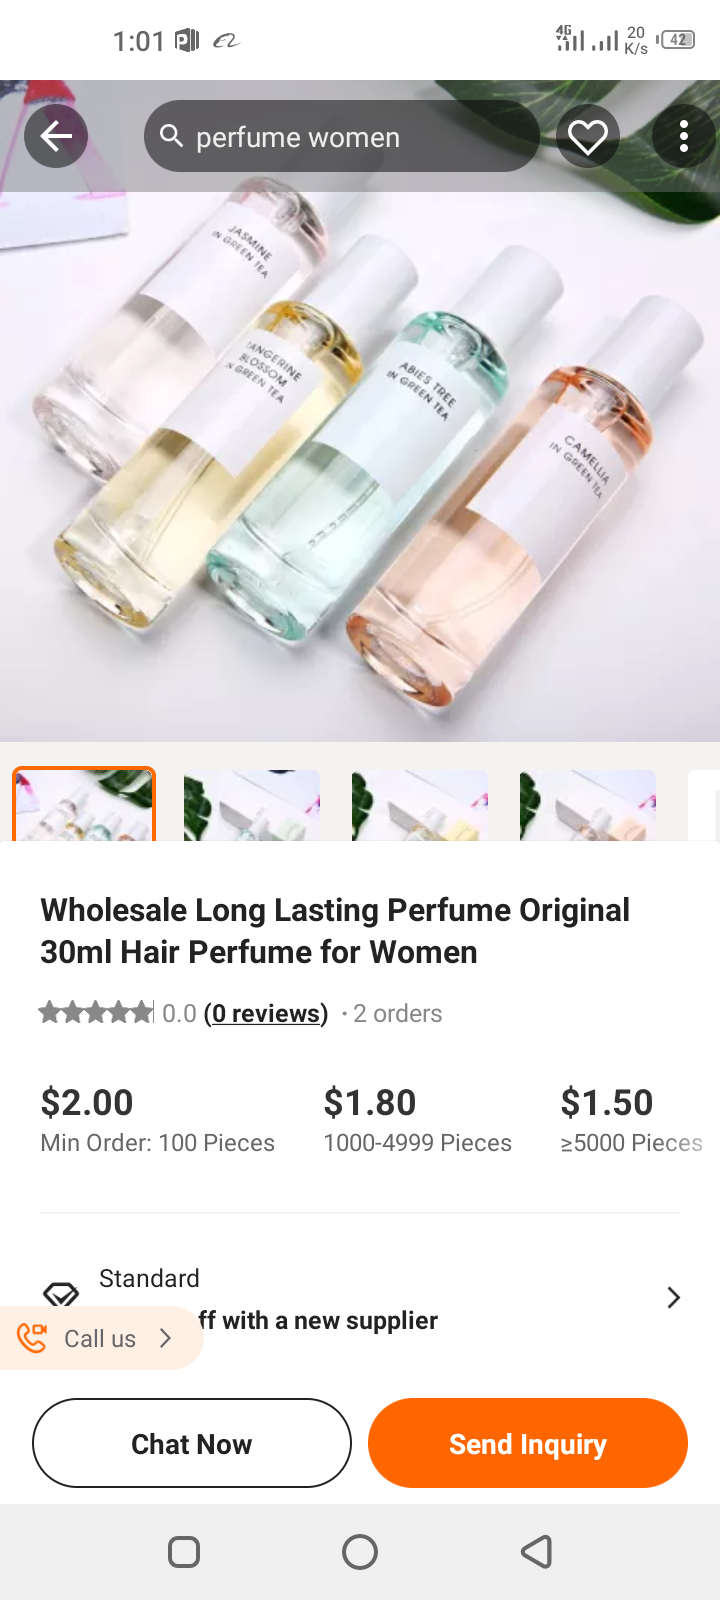 1:01
4G
20
K/s
42
perfume women
JASMINE
IN GREEN TEA
TANGERINE
BLOSSOM
IN GREEN TEA
ABIES TREE
IN GREEN TEA
CAMELLIA
IN GREEN TEA
Wholesale Long Lasting Perfume Original
30ml Hair Perfume for Women
0.0 (0 reviews) · 2 orders
$2.00 $1.80 $1.50
Min Order: 100 Pieces 1000-4999 Pieces ≥5000 Pieces
Standard
ff with a new supplier
Call us
Chat Now Send Inquiry